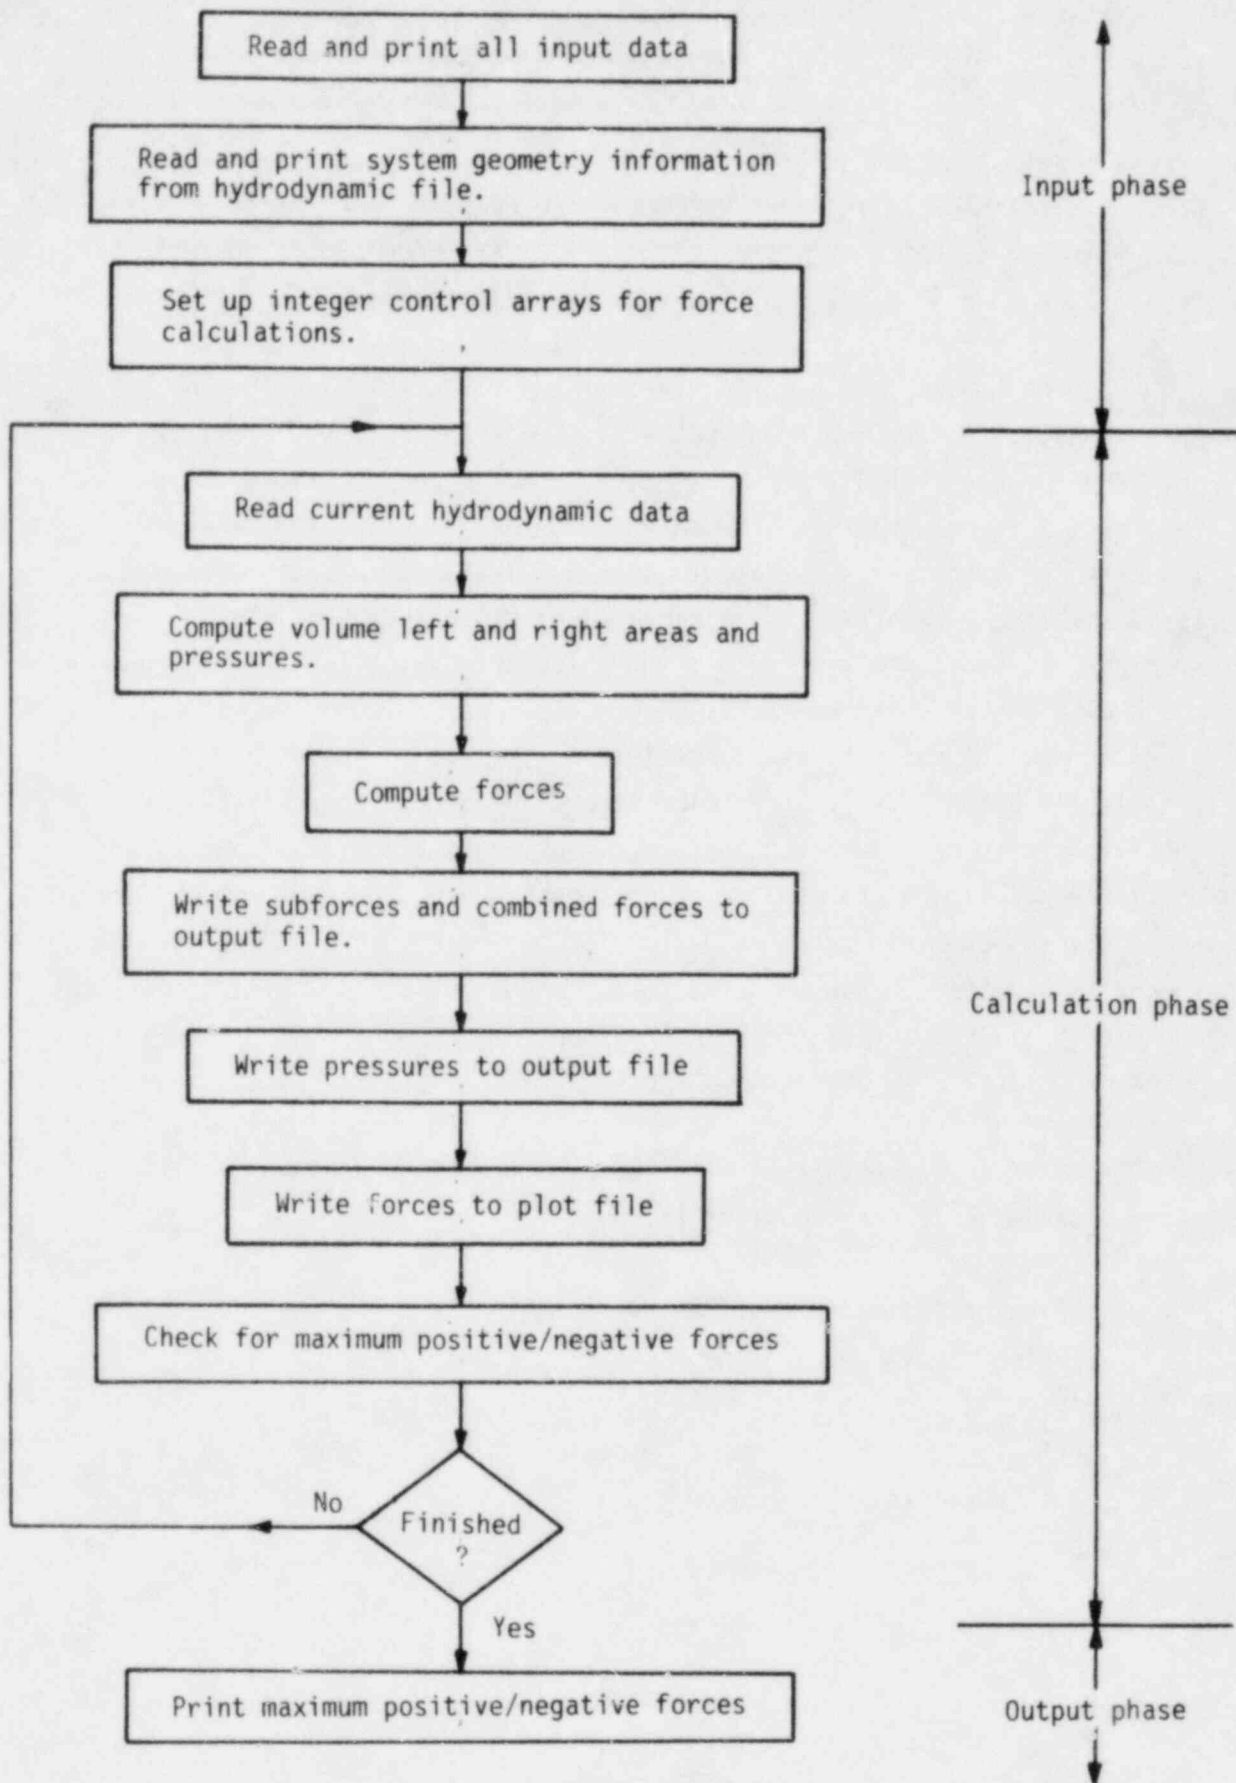 Read and print all input data
Read and print system geometry information
from hydrodynamic file.
Input phase
Set up integer control arrays for force
calculations.
Read current hydrodynamic data
Compute volume left and right areas and
pressures.
Compute forces
Write subforces and combined forces to
output file.
Calculation phase
Write pressures to output file
Write forces to plot file
Check for maximum positive/negative forces
No
Finished
?
Yes
Print maximum positive/negative forces
Output phase